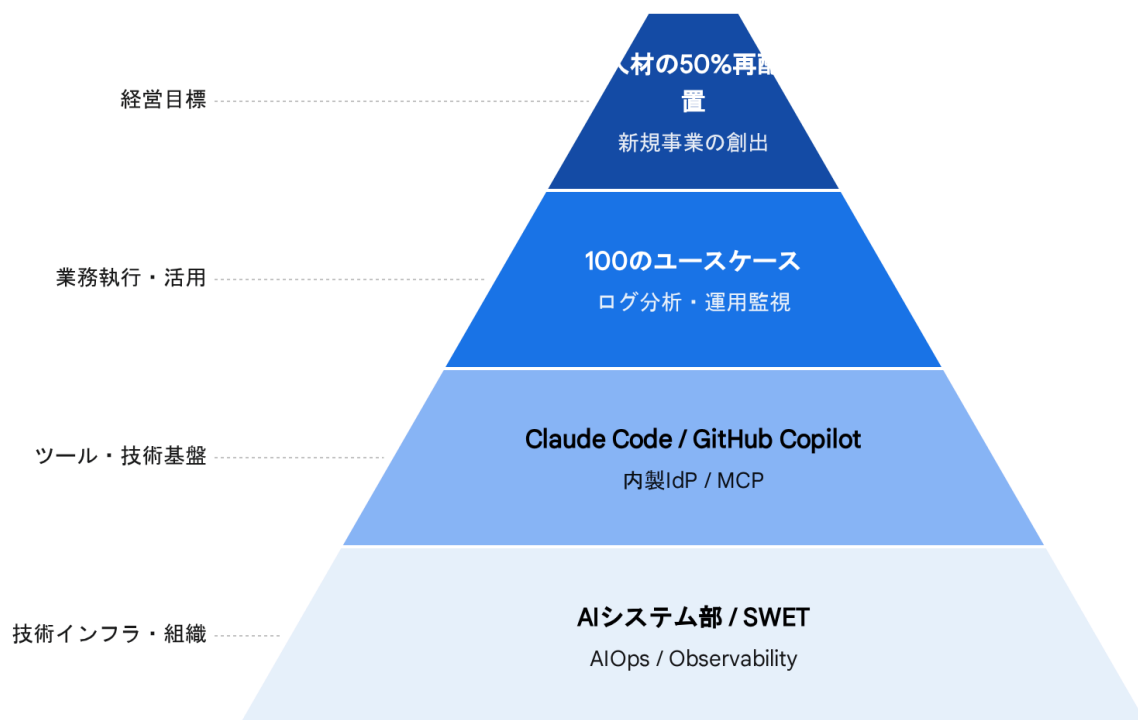 経営目標
人材の50%再配
置
新規事業の創出
業務執行・活用
100のユースケース
ログ分析・運用監視
ツール・技術基盤
Claude Code / GitHub Copilot
内製IdP / MCP
技術インフラ・組織
AIシステム部 / SWET
AIOps / Observability